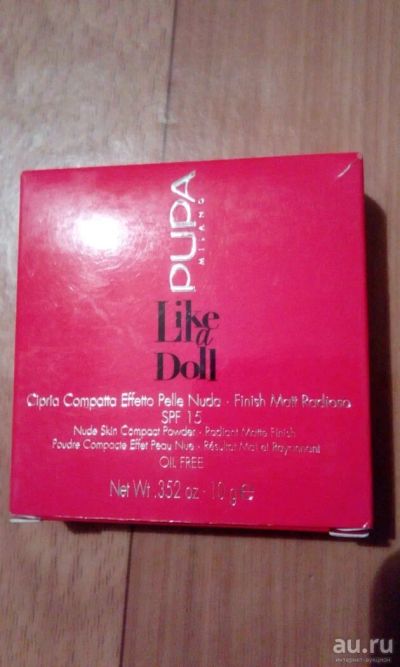 PUPA
MILANO
Like
a
Doll
Cipria Compatta Effetto Pelle Nuda - Finish Matt Radioso
SPF 15
Nude Skin Compact Powder - Radiant Matte Finish
Poudre Compacte Effet Peau Nue - Résultat Mat et Rayonnant
OIL FREE
Net Wt .352 oz - 10 g ℮
au.ru
интернет-аукцион